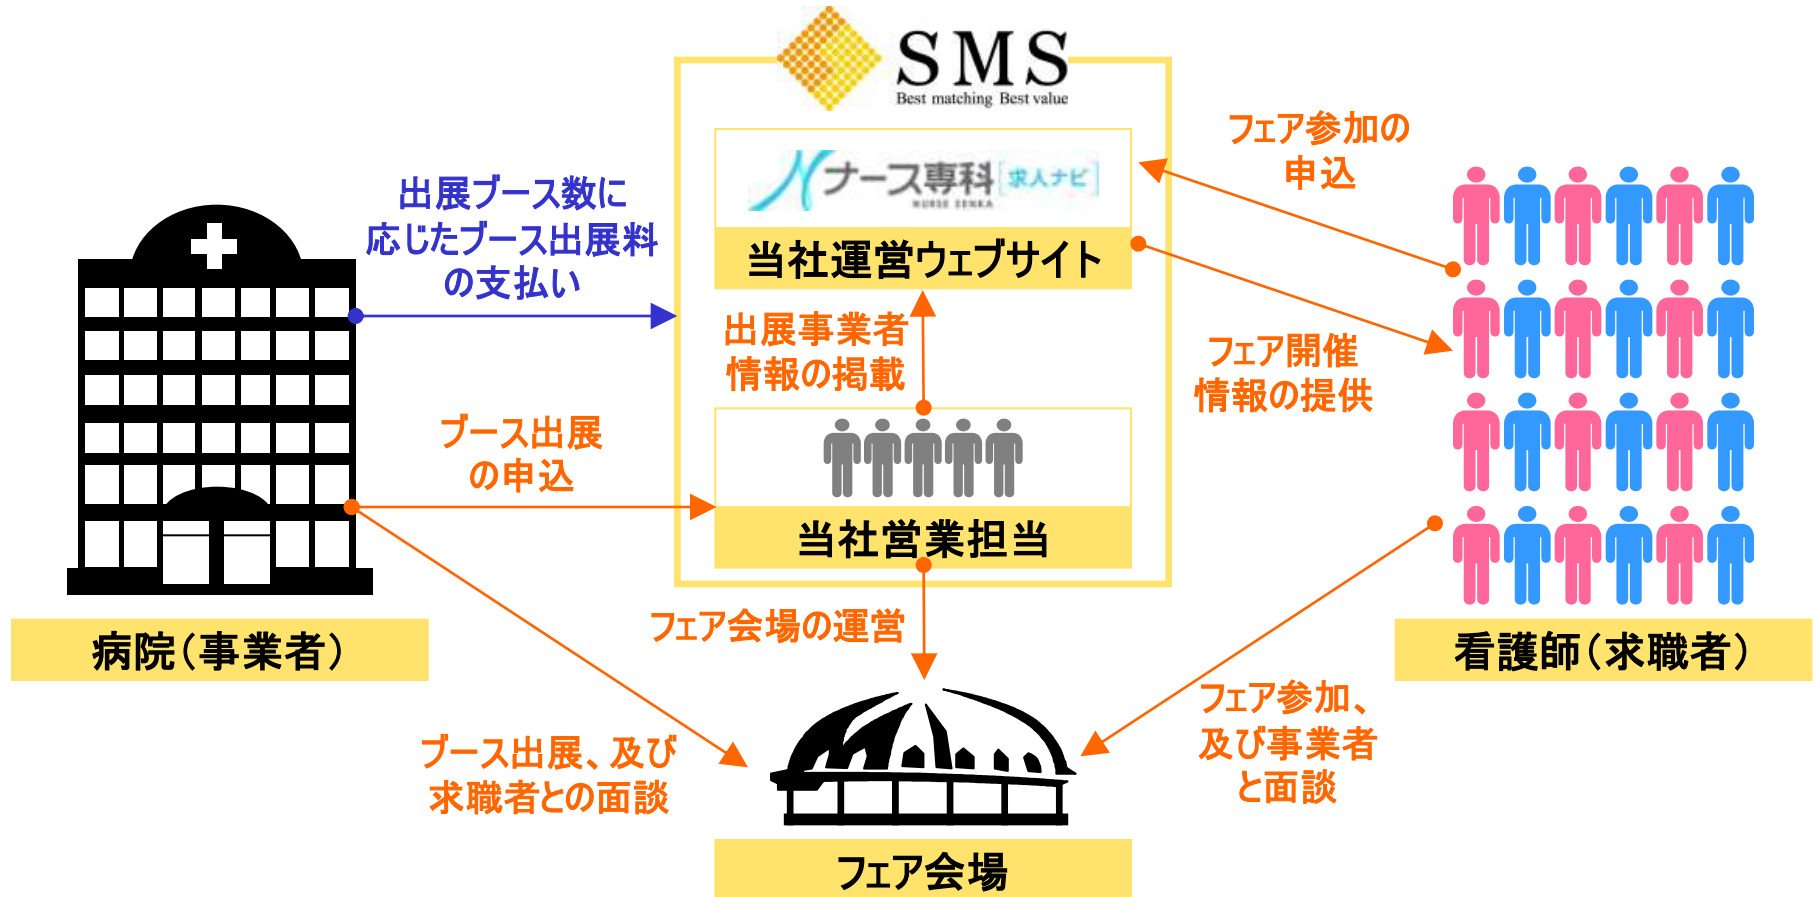 SMS
Best matching Best value
ナース専科[求人ナビ]
NURSE SENKA
当社運営ウェブサイト
出展ブース数に
応じたブース出展料
の支払い
フェア参加の
申込
出展事業者
情報の掲載
フェア開催
情報の提供
ブース出展
の申込
当社営業担当
フェア会場の運営
病院(事業者)
看護師(求職者)
ブース出展、及び
求職者との面談
フェア参加、
及び事業者
と面談
フェア会場